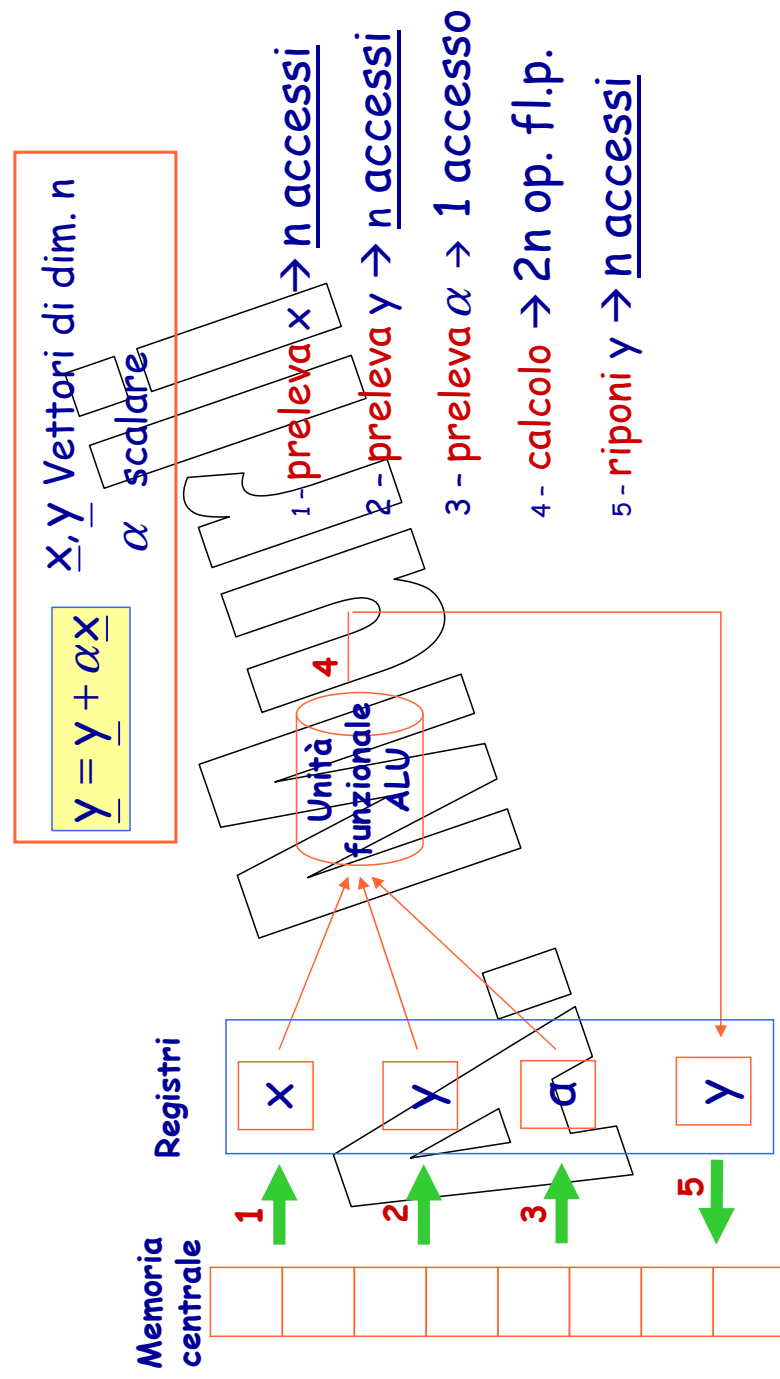 y = y + αx
x, y Vettori di dim. n
α scalare
Memoria
centrale
Registri
1
2
3
5
x
y
a
y
Unità
funzionale
ALU
4
1 - preleva x → n accessi
2 - preleva y → n accessi
3 - preleva α → 1 accesso
4 - calcolo → 2n op. fl.p.
5 - riponi y → n accessi
A. Murli